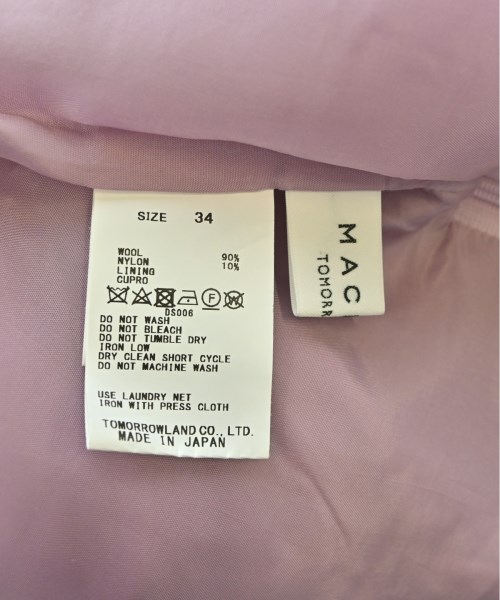 SIZE 34
WOOL 90%
NYLON 10%
LINING
CUPRO
F W
DS006
DO NOT WASH
DO NOT BLEACH
DO NOT TUMBLE DRY
IRON LOW
DRY CLEAN SHORT CYCLE
DO NOT MACHINE WASH
USE LAUNDRY NET
IRON WITH PRESS CLOTH
TOMORROWLAND CO., LTD.
MADE IN JAPAN
MAC
TOMORR